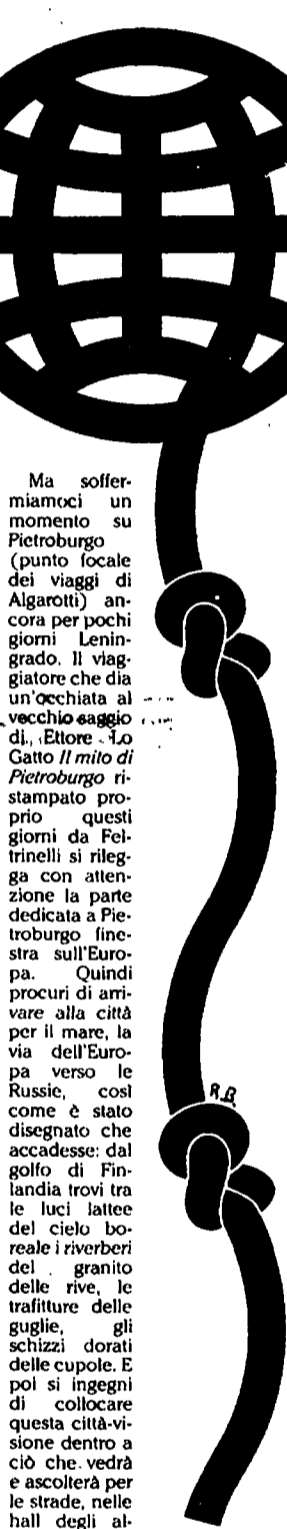 Ma soffer-
miamoci un
momento su
Pietroburgo
(punto focale
dei viaggi di
Algarotti) an-
cora per pochi
giorni Lenin-
grado. Il viag-
giatore che dia
un'occhiata al
vecchio saggio
di Ettore Lo
Gatto Il mito di
Pietroburgo ri-
stampato pro-
prio questi
giorni da Fel-
trinelli si rileg-
ga con atten-
zione la parte
dedicata a Pie-
troburgo fine-
stra sull'Euro-
pa. Quindi
procuri di arri-
vare alla città
per il mare, la
via dell'Euro-
pa verso le
Russie, così
come è stato
disegnato che
accadesse: dal
golfo di Fin-
landia trovi tra
le luci lattee
del cielo bo-
reale i riverberi
del granito
delle rive, le
trafitture delle
guglie, gli
schizzi dorati
delle cupole. E
poi si ingegni
di collocare
questa città-vi-
sione dentro a
ciò che vedrà
e ascolterà per
le strade, nelle
hall degli al-
R.B.